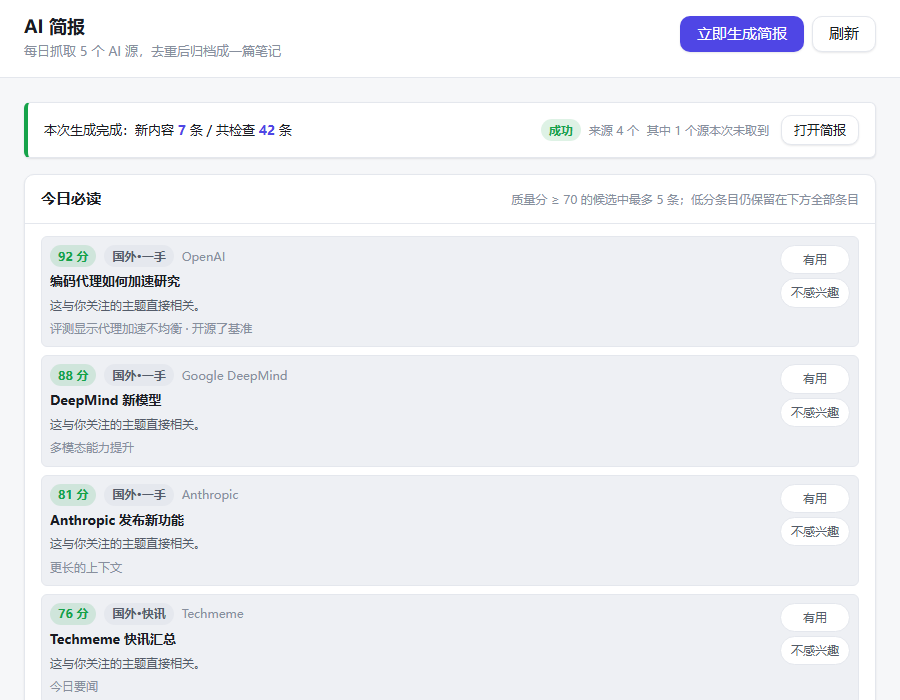 AI 简报
每日抓取 5 个 AI 源，去重后归档成一篇笔记
立即生成简报
刷新
本次生成完成：新内容 7 条 / 共检查 42 条
成功 来源 4 个 其中 1 个源本次未取到 打开简报
今日必读
质量分 ≥ 70 的候选中最多 5 条；低分条目仍保留在下方全部条目
92 分 国外•一手 OpenAI
有用
编码代理如何加速研究
不感兴趣
这与你关注的主题直接相关。
评测显示代理加速不均衡 · 开源了基准
88 分 国外•一手 Google DeepMind
有用
DeepMind 新模型
不感兴趣
这与你关注的主题直接相关。
多模态能力提升
81 分 国外•一手 Anthropic
有用
Anthropic 发布新功能
不感兴趣
这与你关注的主题直接相关。
更长的上下文
76 分 国外•快讯 Techmeme
有用
Techmeme 快讯汇总
不感兴趣
这与你关注的主题直接相关。
今日要闻